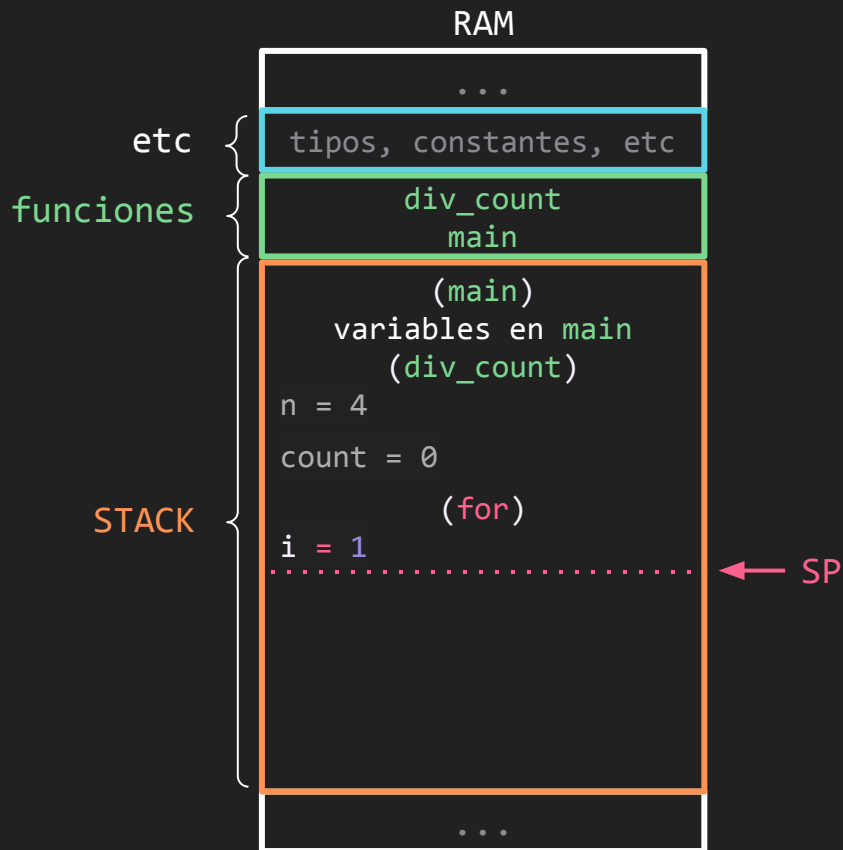 RAM
...
etc
tipos, constantes, etc
funciones
div_count
main
(main)
variables en main
(div_count)
n = 4
count = 0
(for)
STACK
i = 1
SP
...